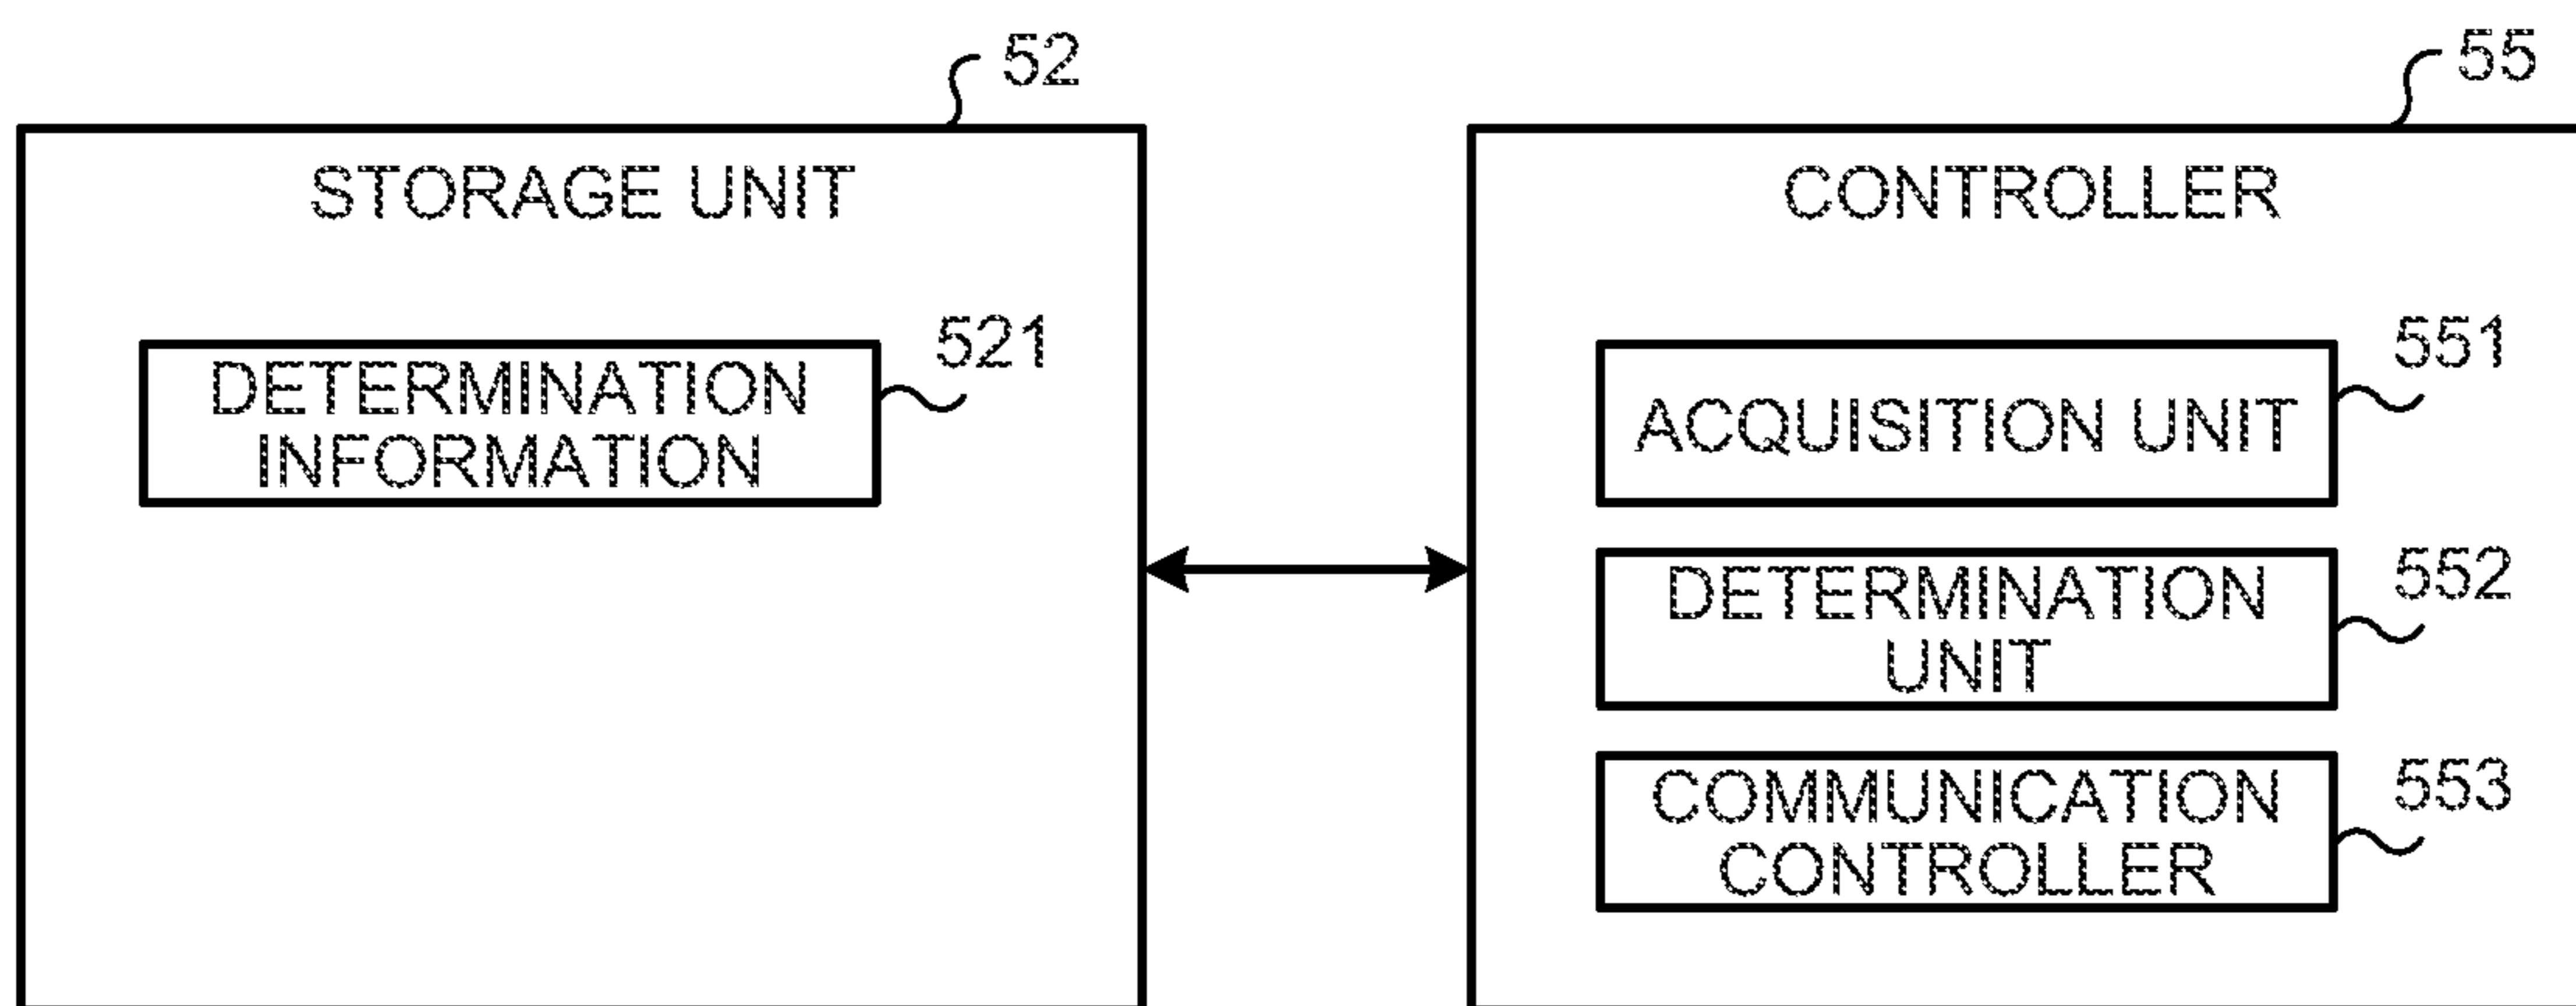 52
STORAGE UNIT
521
DETERMINATION
INFORMATION
55
CONTROLLER
551
ACQUISITION UNIT
552
DETERMINATION
UNIT
553
COMMUNICATION
CONTROLLER